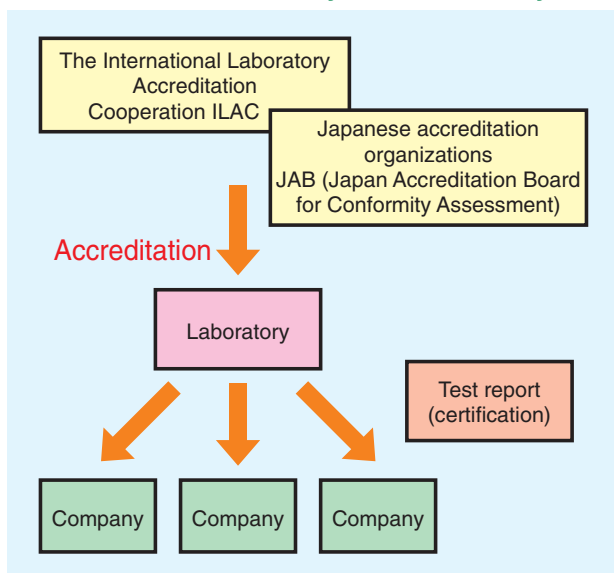 The International Laboratory
Accreditation
Cooperation ILAC
Japanese accreditation
organizations
JAB (Japan Accreditation Board
for Conformity Assessment)
Accreditation
Laboratory
Test report
(certification)
Company
Company
Company